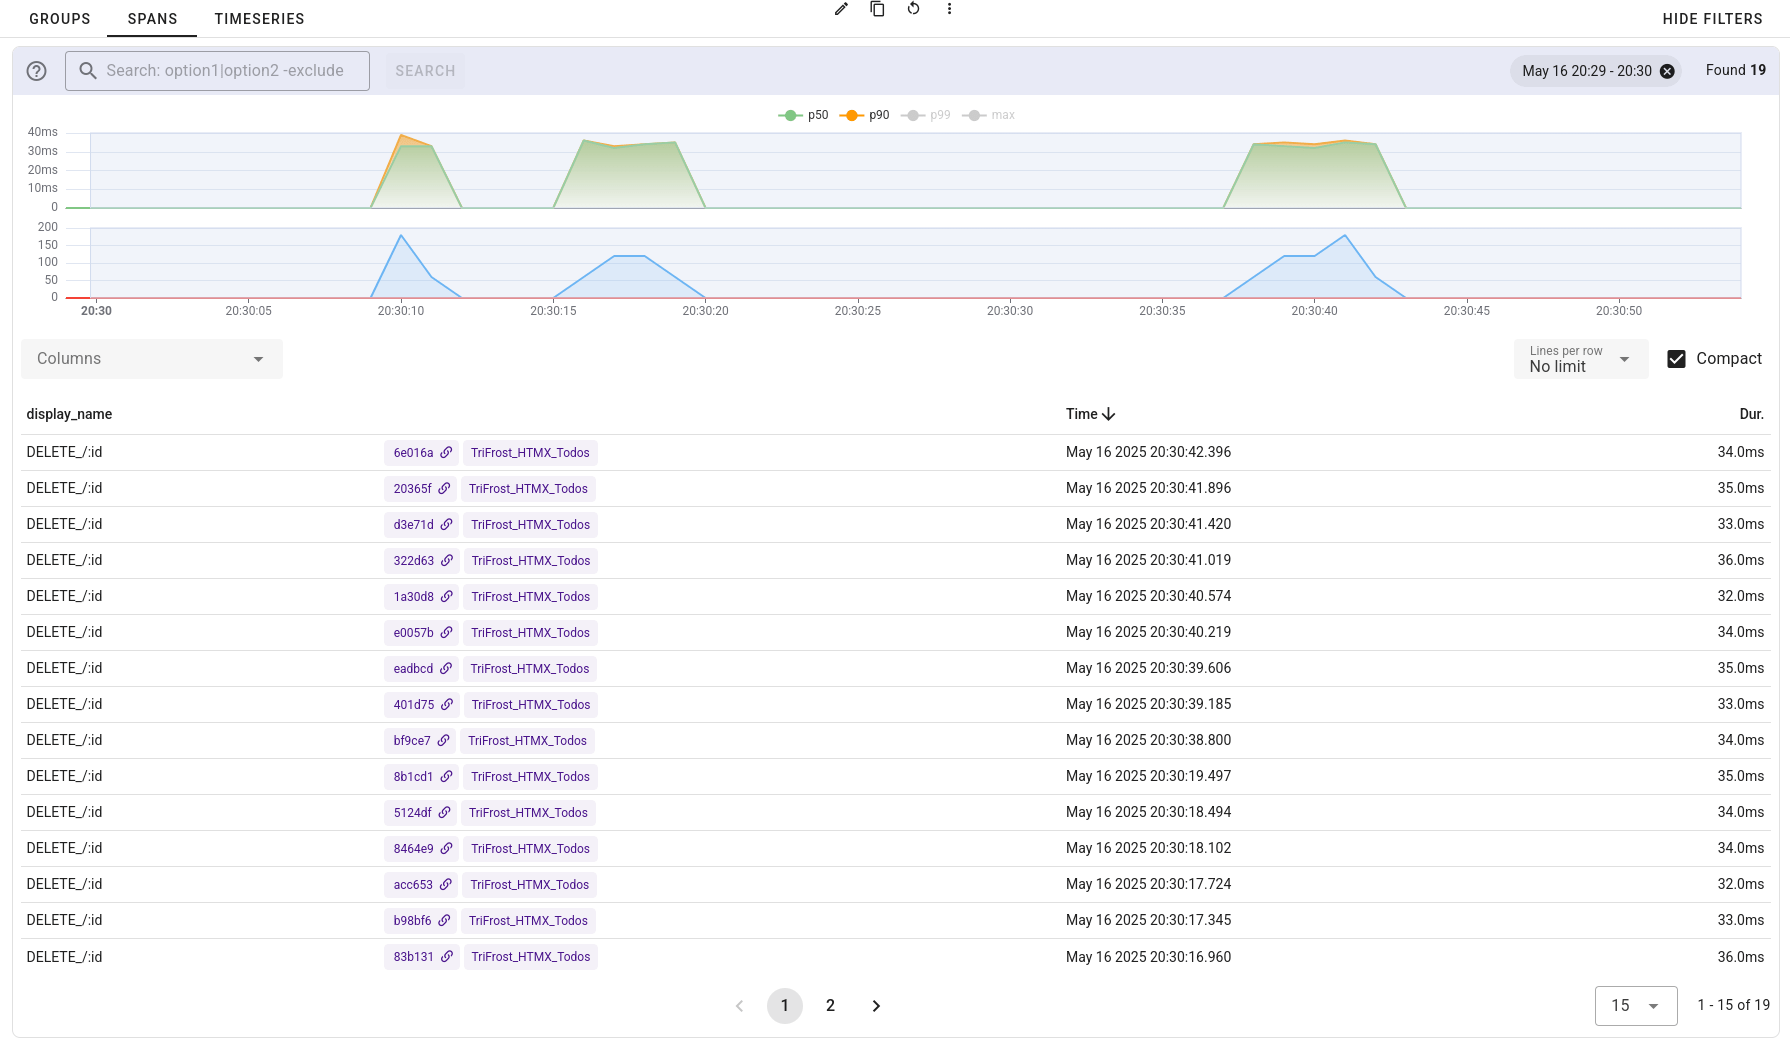 GROUPS SPANS TIMESERIES HIDE FILTERS
Search: option1|option2 -exclude SEARCH May 16 20:29 - 20:30 Found 19
p50 p90 p99 max
40ms
30ms
20ms
10ms
0
200
150
100
50
0
20:30 20:30:05 20:30:10 20:30:15 20:30:20 20:30:25 20:30:30 20:30:35 20:30:40 20:30:45 20:30:50
Columns Lines per row No limit Compact
display_name Time Dur.
DELETE_/:id 6e016a TriFrost_HTMX_Todos May 16 2025 20:30:42.396 34.0ms
DELETE_/:id 20365f TriFrost_HTMX_Todos May 16 2025 20:30:41.896 35.0ms
DELETE_/:id d3e71d TriFrost_HTMX_Todos May 16 2025 20:30:41.420 33.0ms
DELETE_/:id 322d63 TriFrost_HTMX_Todos May 16 2025 20:30:41.019 36.0ms
DELETE_/:id 1a30d8 TriFrost_HTMX_Todos May 16 2025 20:30:40.574 32.0ms
DELETE_/:id e0057b TriFrost_HTMX_Todos May 16 2025 20:30:40.219 34.0ms
DELETE_/:id eadbcd TriFrost_HTMX_Todos May 16 2025 20:30:39.606 35.0ms
DELETE_/:id 401d75 TriFrost_HTMX_Todos May 16 2025 20:30:39.185 33.0ms
DELETE_/:id bf9ce7 TriFrost_HTMX_Todos May 16 2025 20:30:38.800 34.0ms
DELETE_/:id 8b1cd1 TriFrost_HTMX_Todos May 16 2025 20:30:19.497 35.0ms
DELETE_/:id 5124df TriFrost_HTMX_Todos May 16 2025 20:30:18.494 34.0ms
DELETE_/:id 8464e9 TriFrost_HTMX_Todos May 16 2025 20:30:18.102 34.0ms
DELETE_/:id acc653 TriFrost_HTMX_Todos May 16 2025 20:30:17.724 32.0ms
DELETE_/:id b98bf6 TriFrost_HTMX_Todos May 16 2025 20:30:17.345 33.0ms
DELETE_/:id 83b131 TriFrost_HTMX_Todos May 16 2025 20:30:16.960 36.0ms
1 2 15 1 - 15 of 19